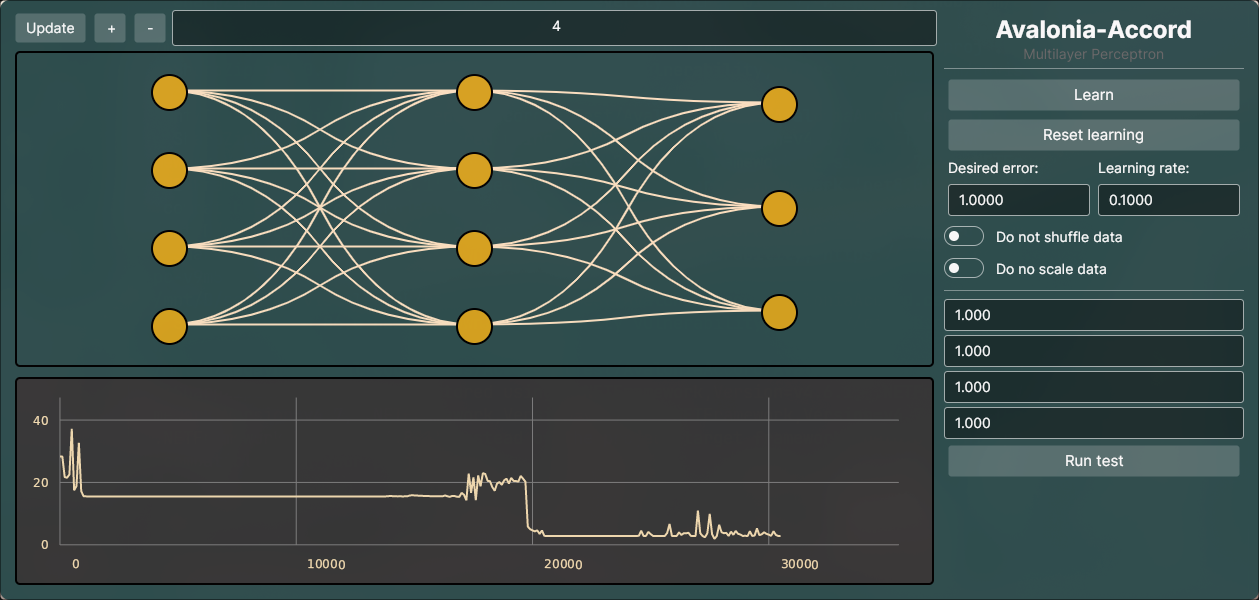 Update
+
-
4
Avalonia-Accord
Multilayer Perceptron
Learn
Reset learning
Desired error:
Learning rate:
1.0000
0.1000
Do not shuffle data
Do no scale data
1.000
1.000
1.000
1.000
Run test
40
20
0
0
10000
20000
30000